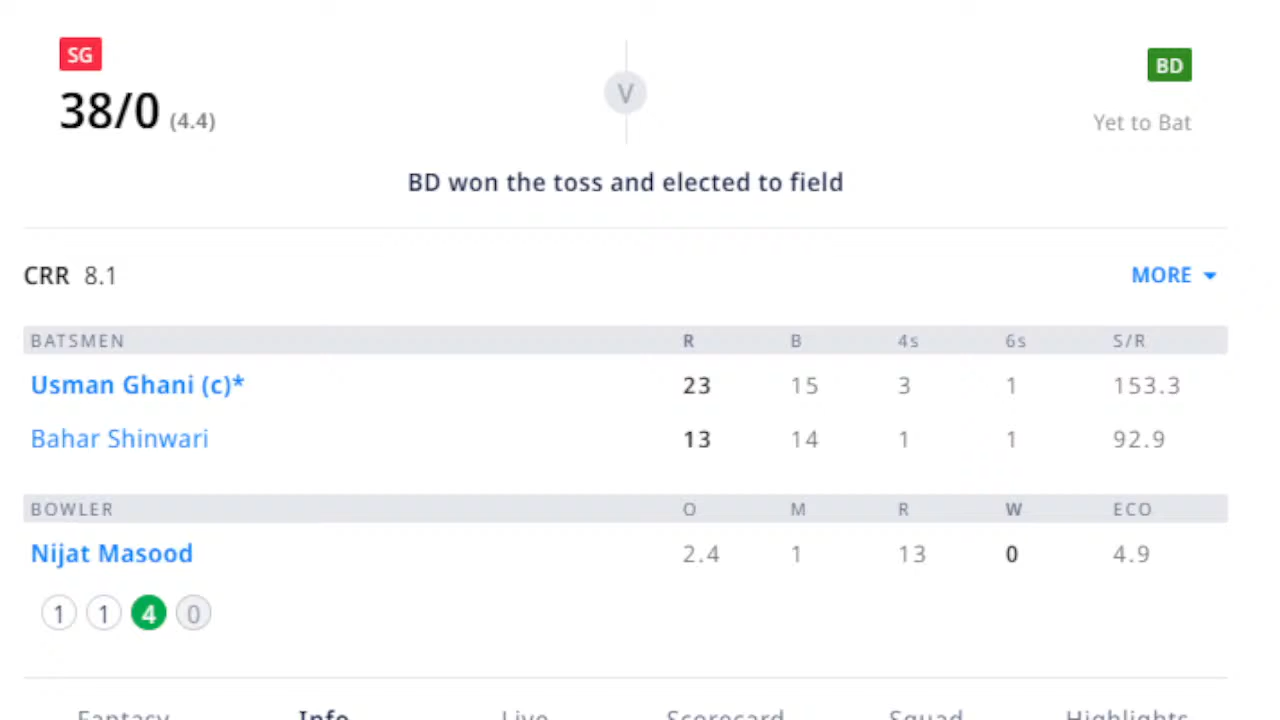 SG
38/0 (4.4)
V
BD
Yet to Bat
BD won the toss and elected to field
CRR 8.1
MORE
BATSMEN R B 4s 6s S/R
Usman Ghani (c)* 23 15 3 1 153.3
Bahar Shinwari 13 14 1 1 92.9
BOWLER O M R W ECO
Nijat Masood 2.4 1 13 0 4.9
1 1 4 0
Fantasy Info Live Scorecard Squad Highlights